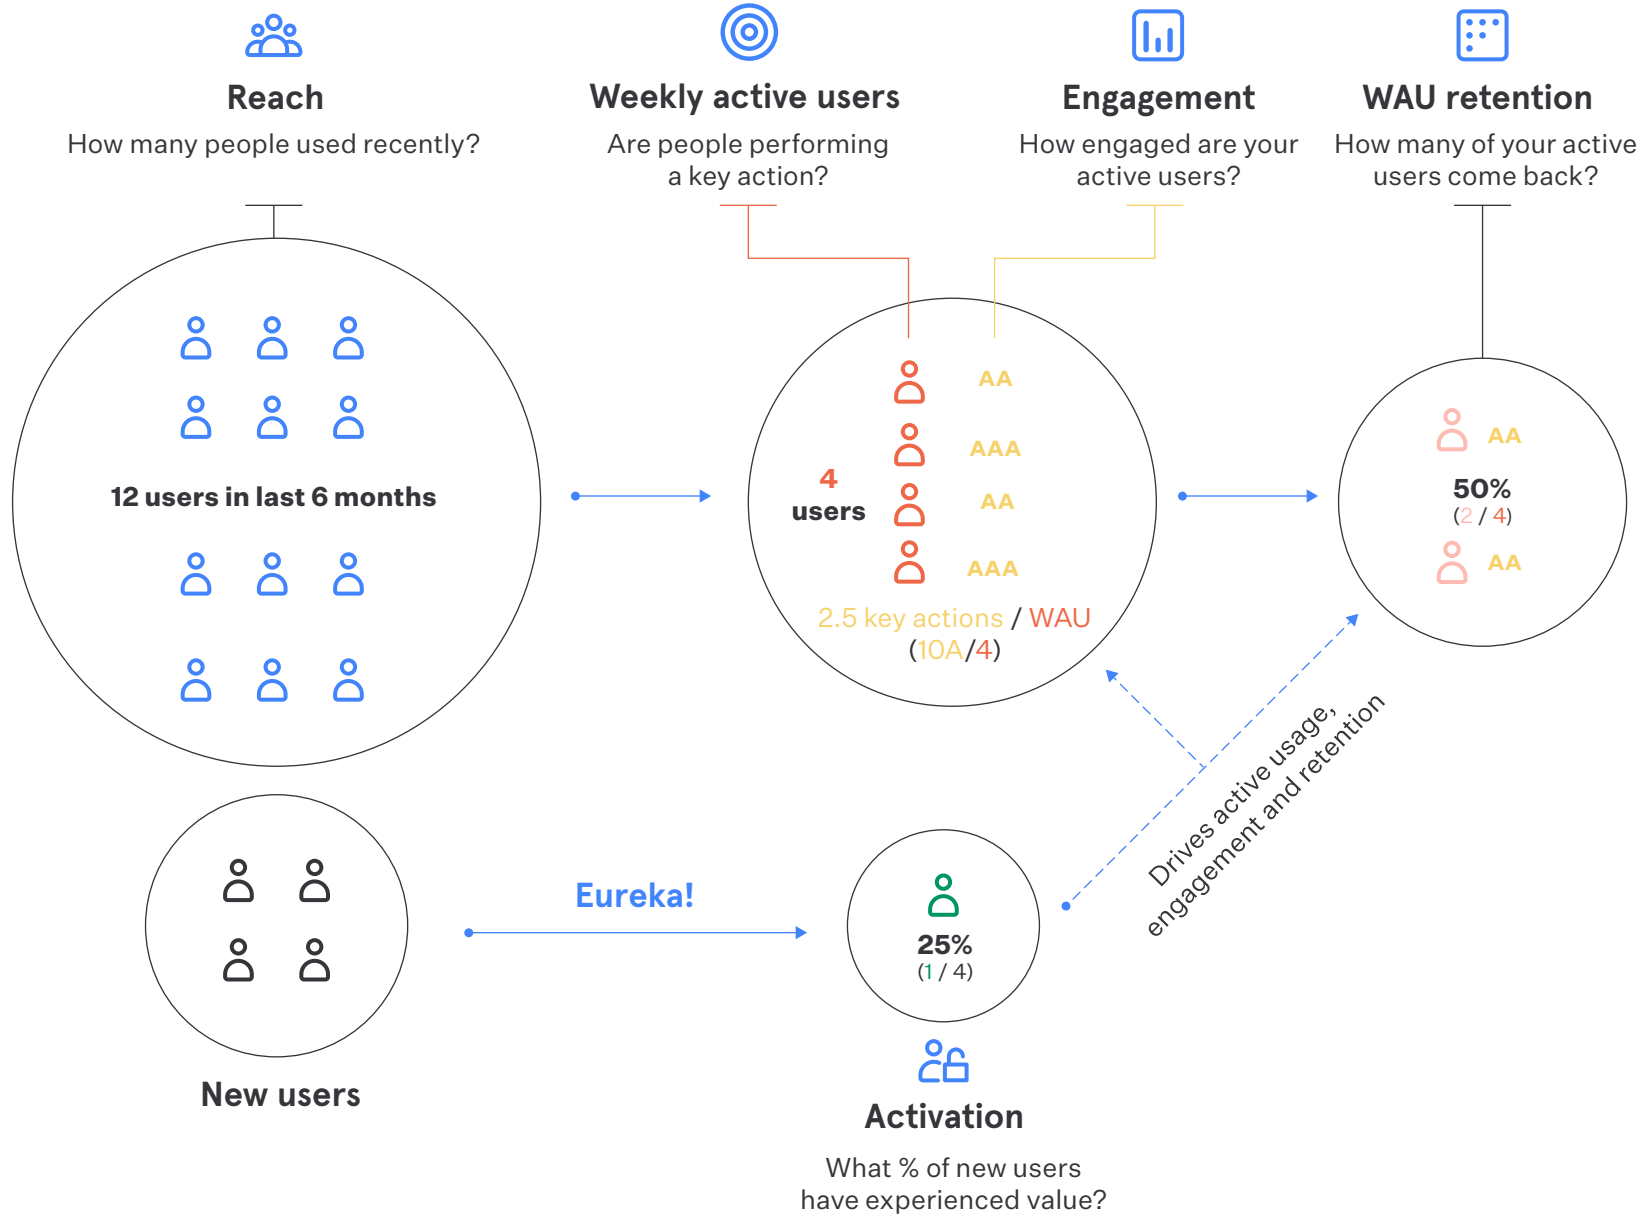 Reach
How many people used recently?
Weekly active users
Are people performing
a key action?
Engagement
How engaged are your
active users?
WAU retention
How many of your active
users come back?
12 users in last 6 months
4
users
AA
AAA
AA
AAA
2.5 key actions / WAU
(10A/4)
AA
50%
(2 / 4)
AA
Drives active usage,
engagement and retention
New users
Eureka!
25%
(1 / 4)
Activation
What % of new users
have experienced value?